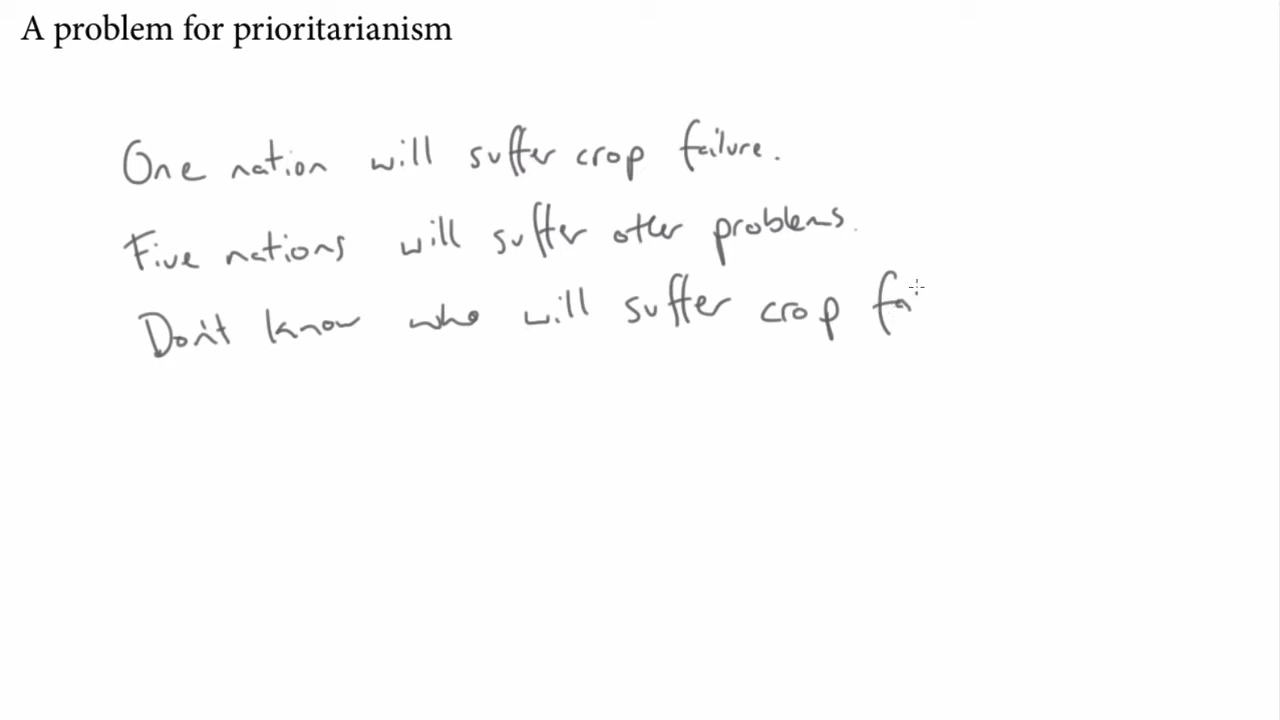 A problem for prioritarianism
One nation will suffer crop failure.
Five nations will suffer other problems.
Don't know who will suffer crop fa